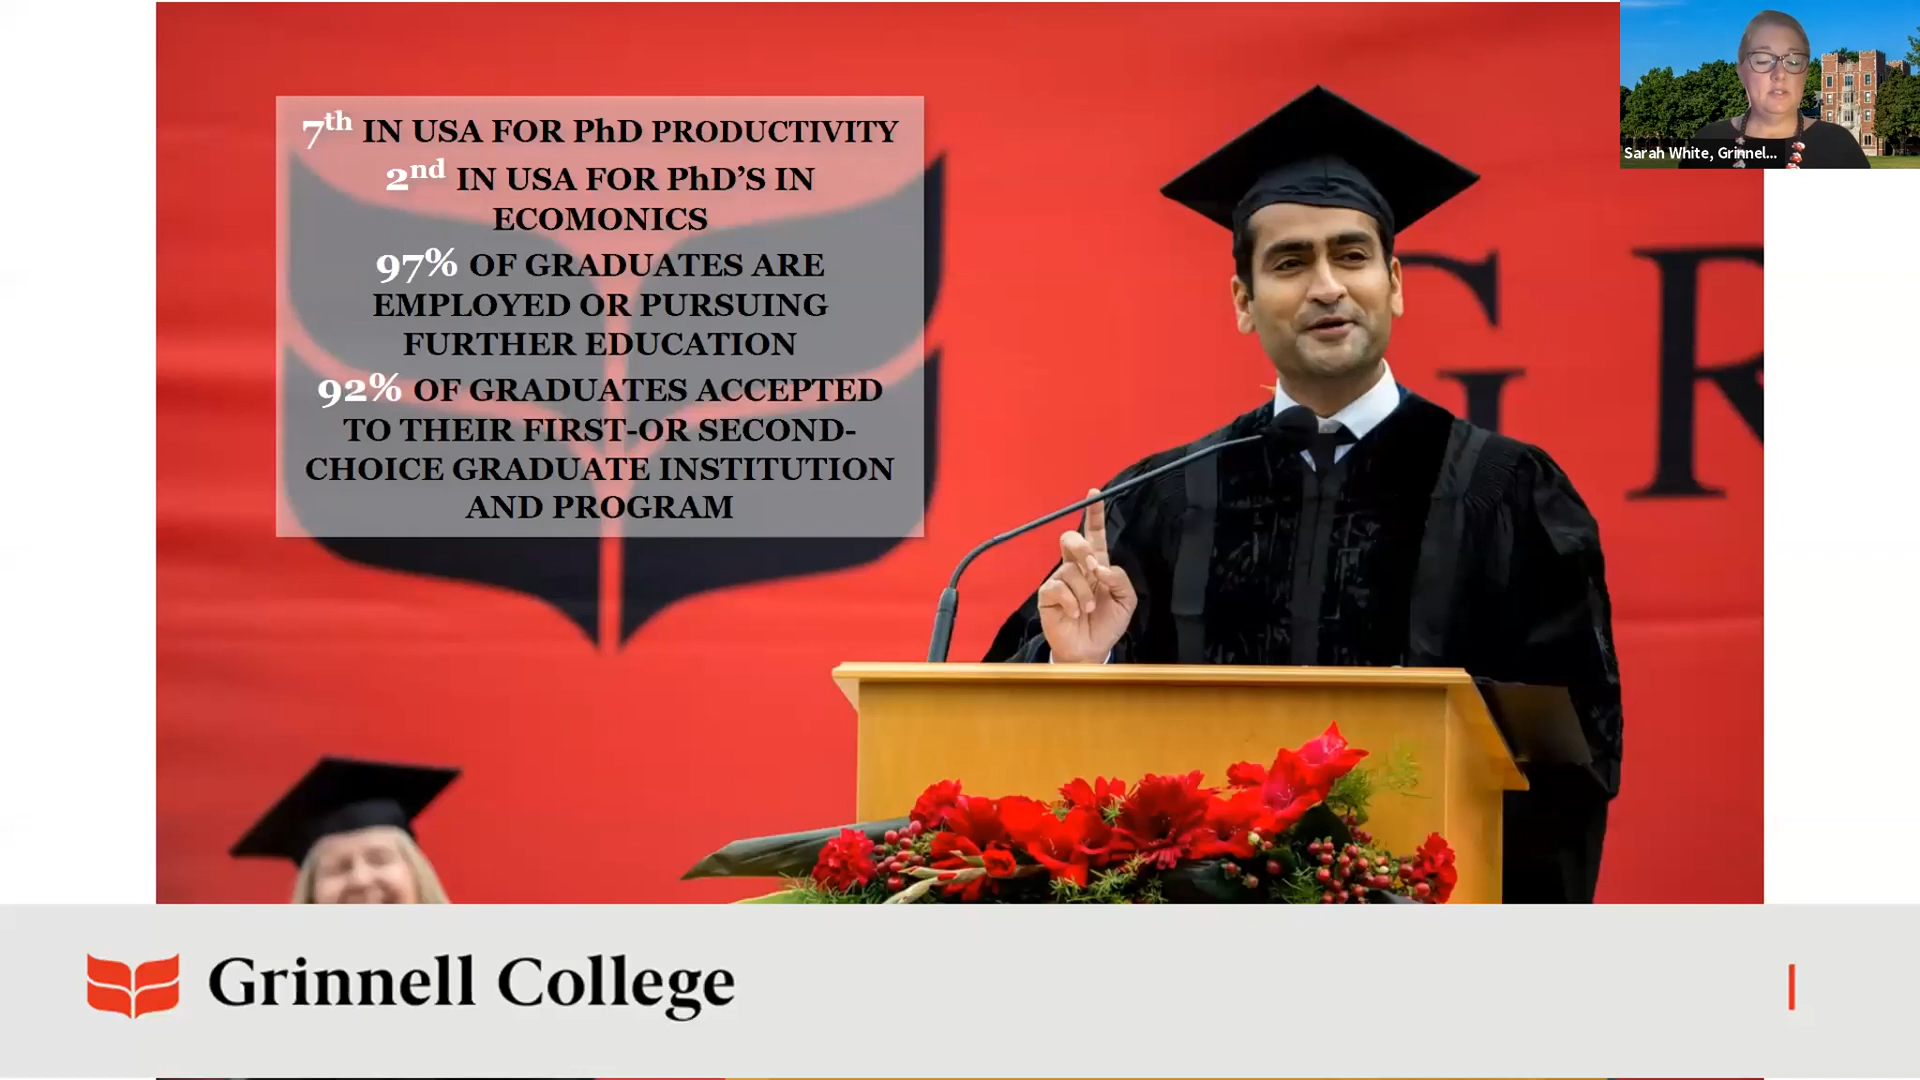 7th IN USA FOR PhD PRODUCTIVITY
2nd IN USA FOR PhD’S IN
ECOMONICS
97% OF GRADUATES ARE
EMPLOYED OR PURSUING
FURTHER EDUCATION
92% OF GRADUATES ACCEPTED
TO THEIR FIRST-OR SECOND-
CHOICE GRADUATE INSTITUTION
AND PROGRAM
G R
Sarah White, Grinnel...
Grinnell College